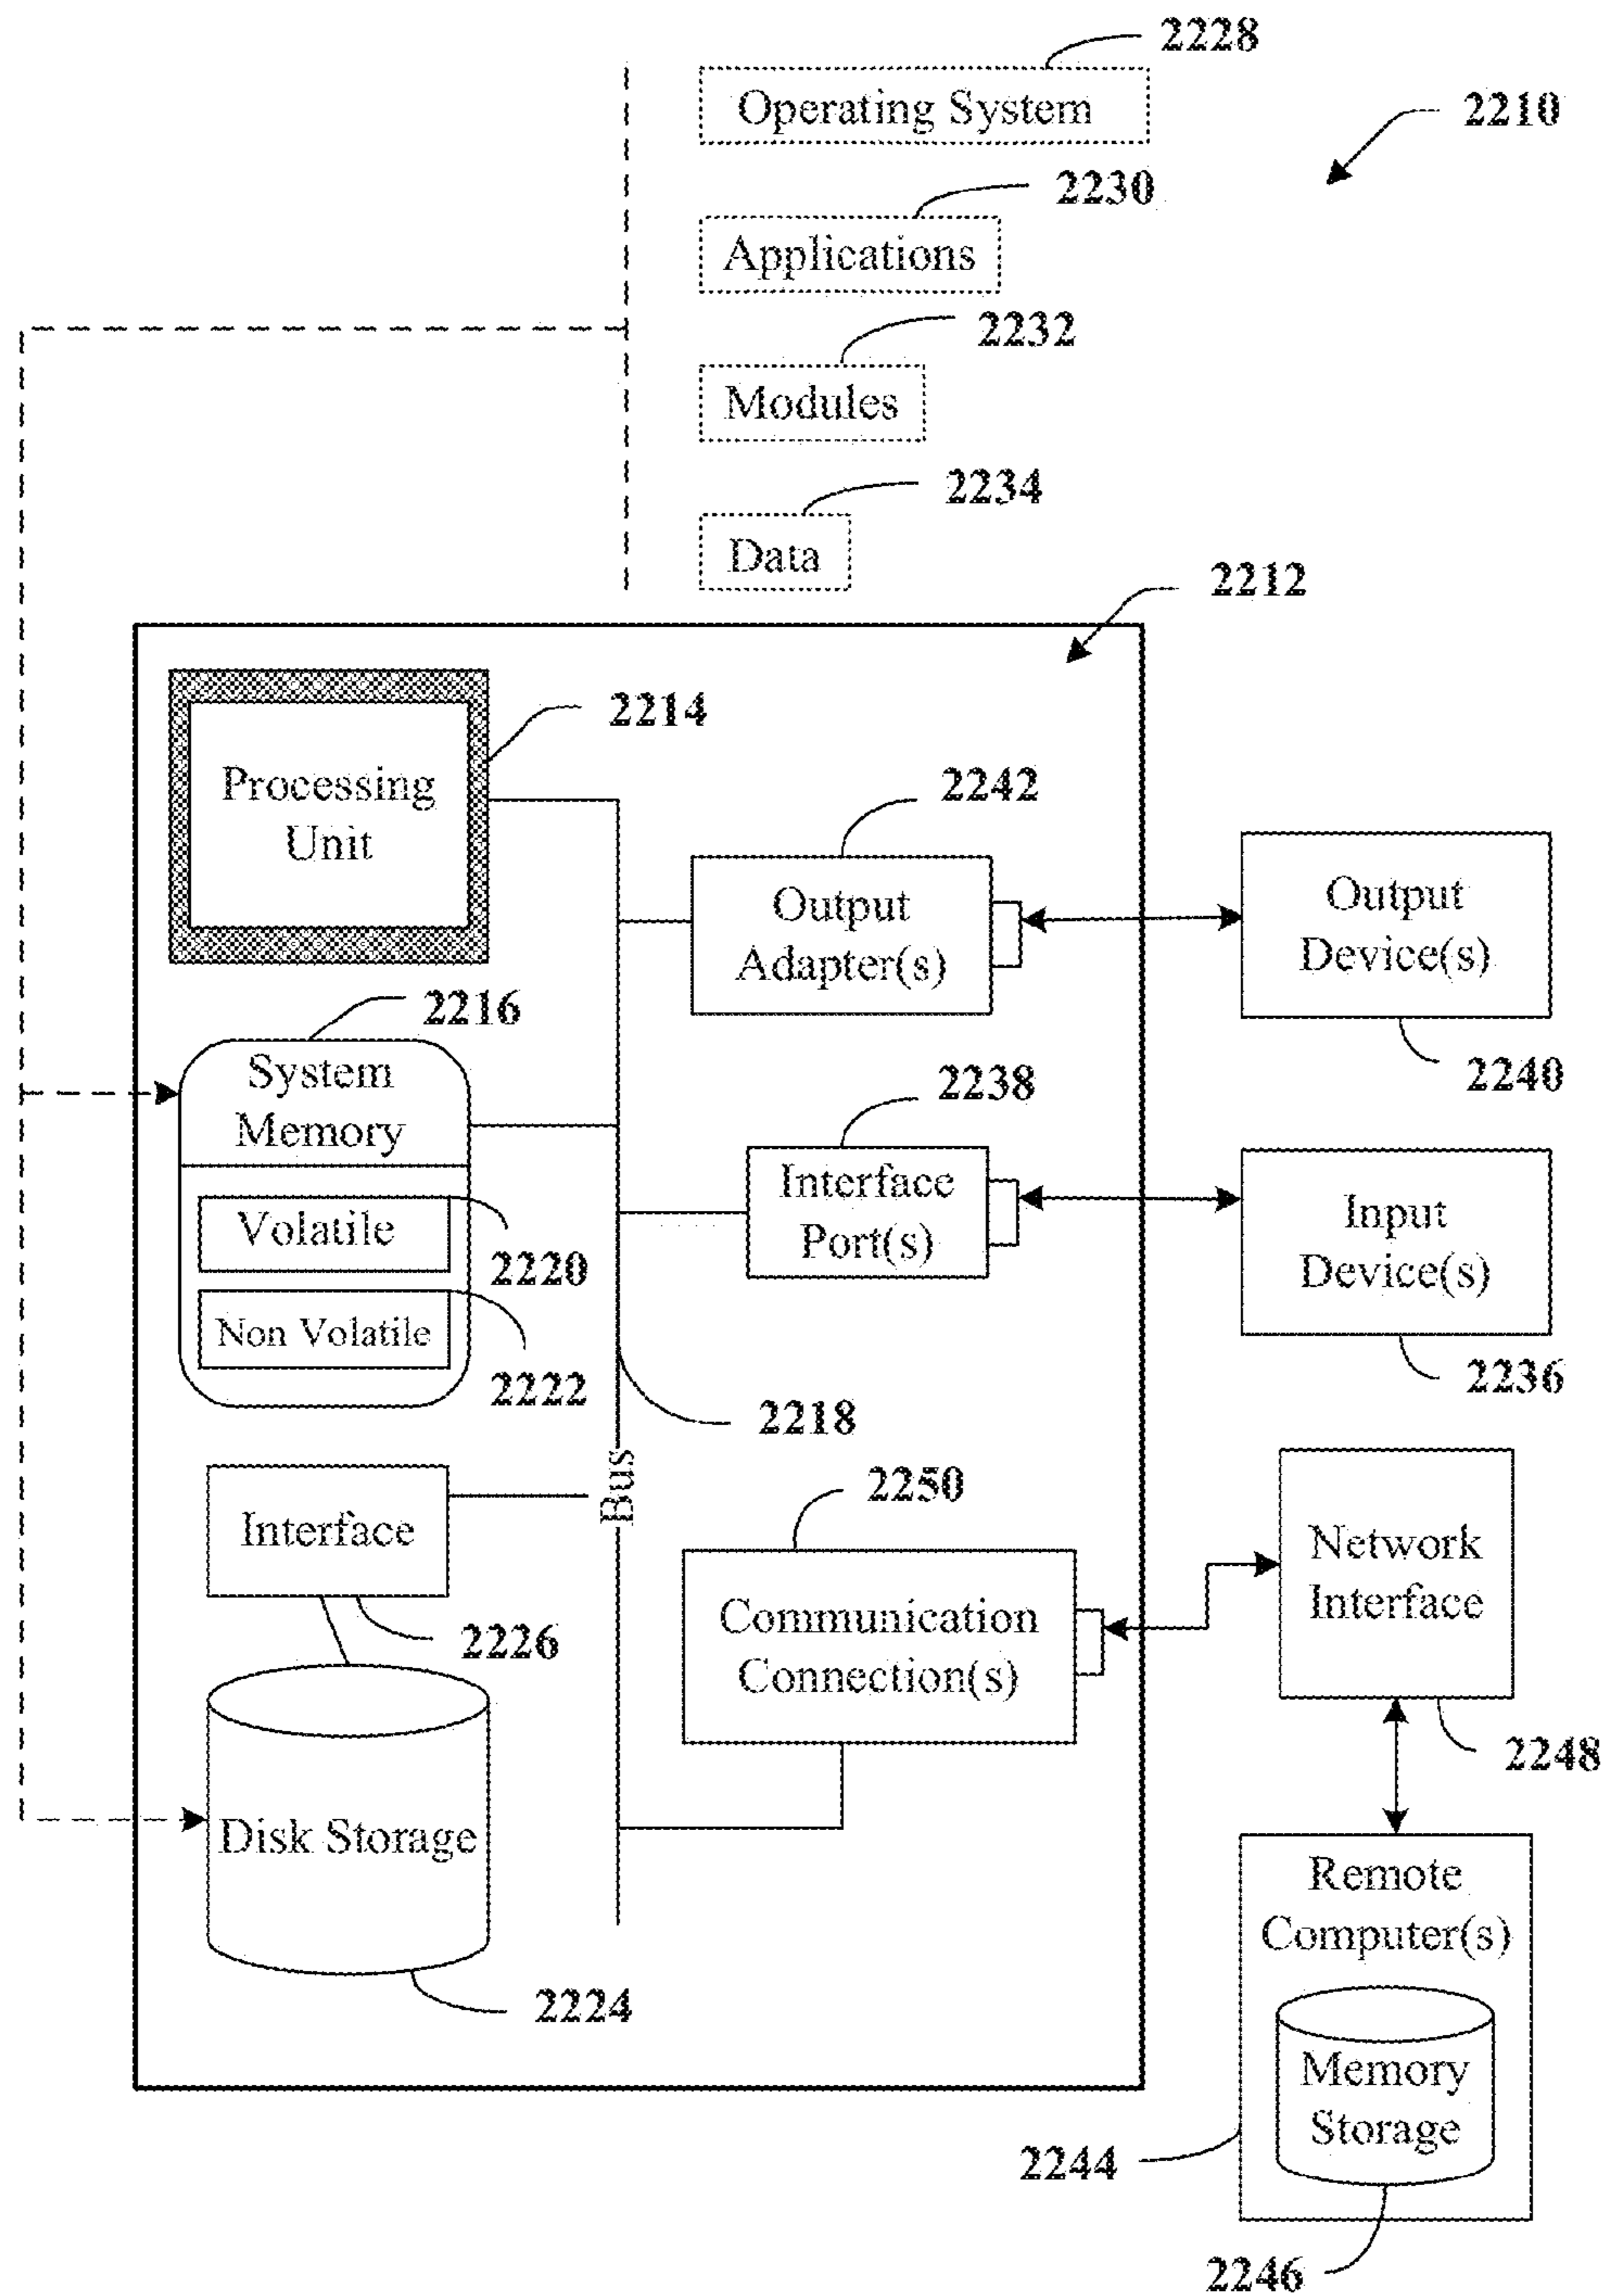 2228
Operating System
2210
2230
Applications
2232
Modules
2234
Data
2212
2214
Processing
Unit
2242
Output
Adapter(s)
Output
Device(s)
2240
2216
System
Memory
Volatile
2220
Non Volatile
2222
2238
Interface
Port(s)
Input
Device(s)
2236
2218
Bus
2250
Communication
Connection(s)
Network
Interface
2248
Interface
2226
Disk Storage
2224
Remote
Computer(s)
Memory
Storage
2244
2246